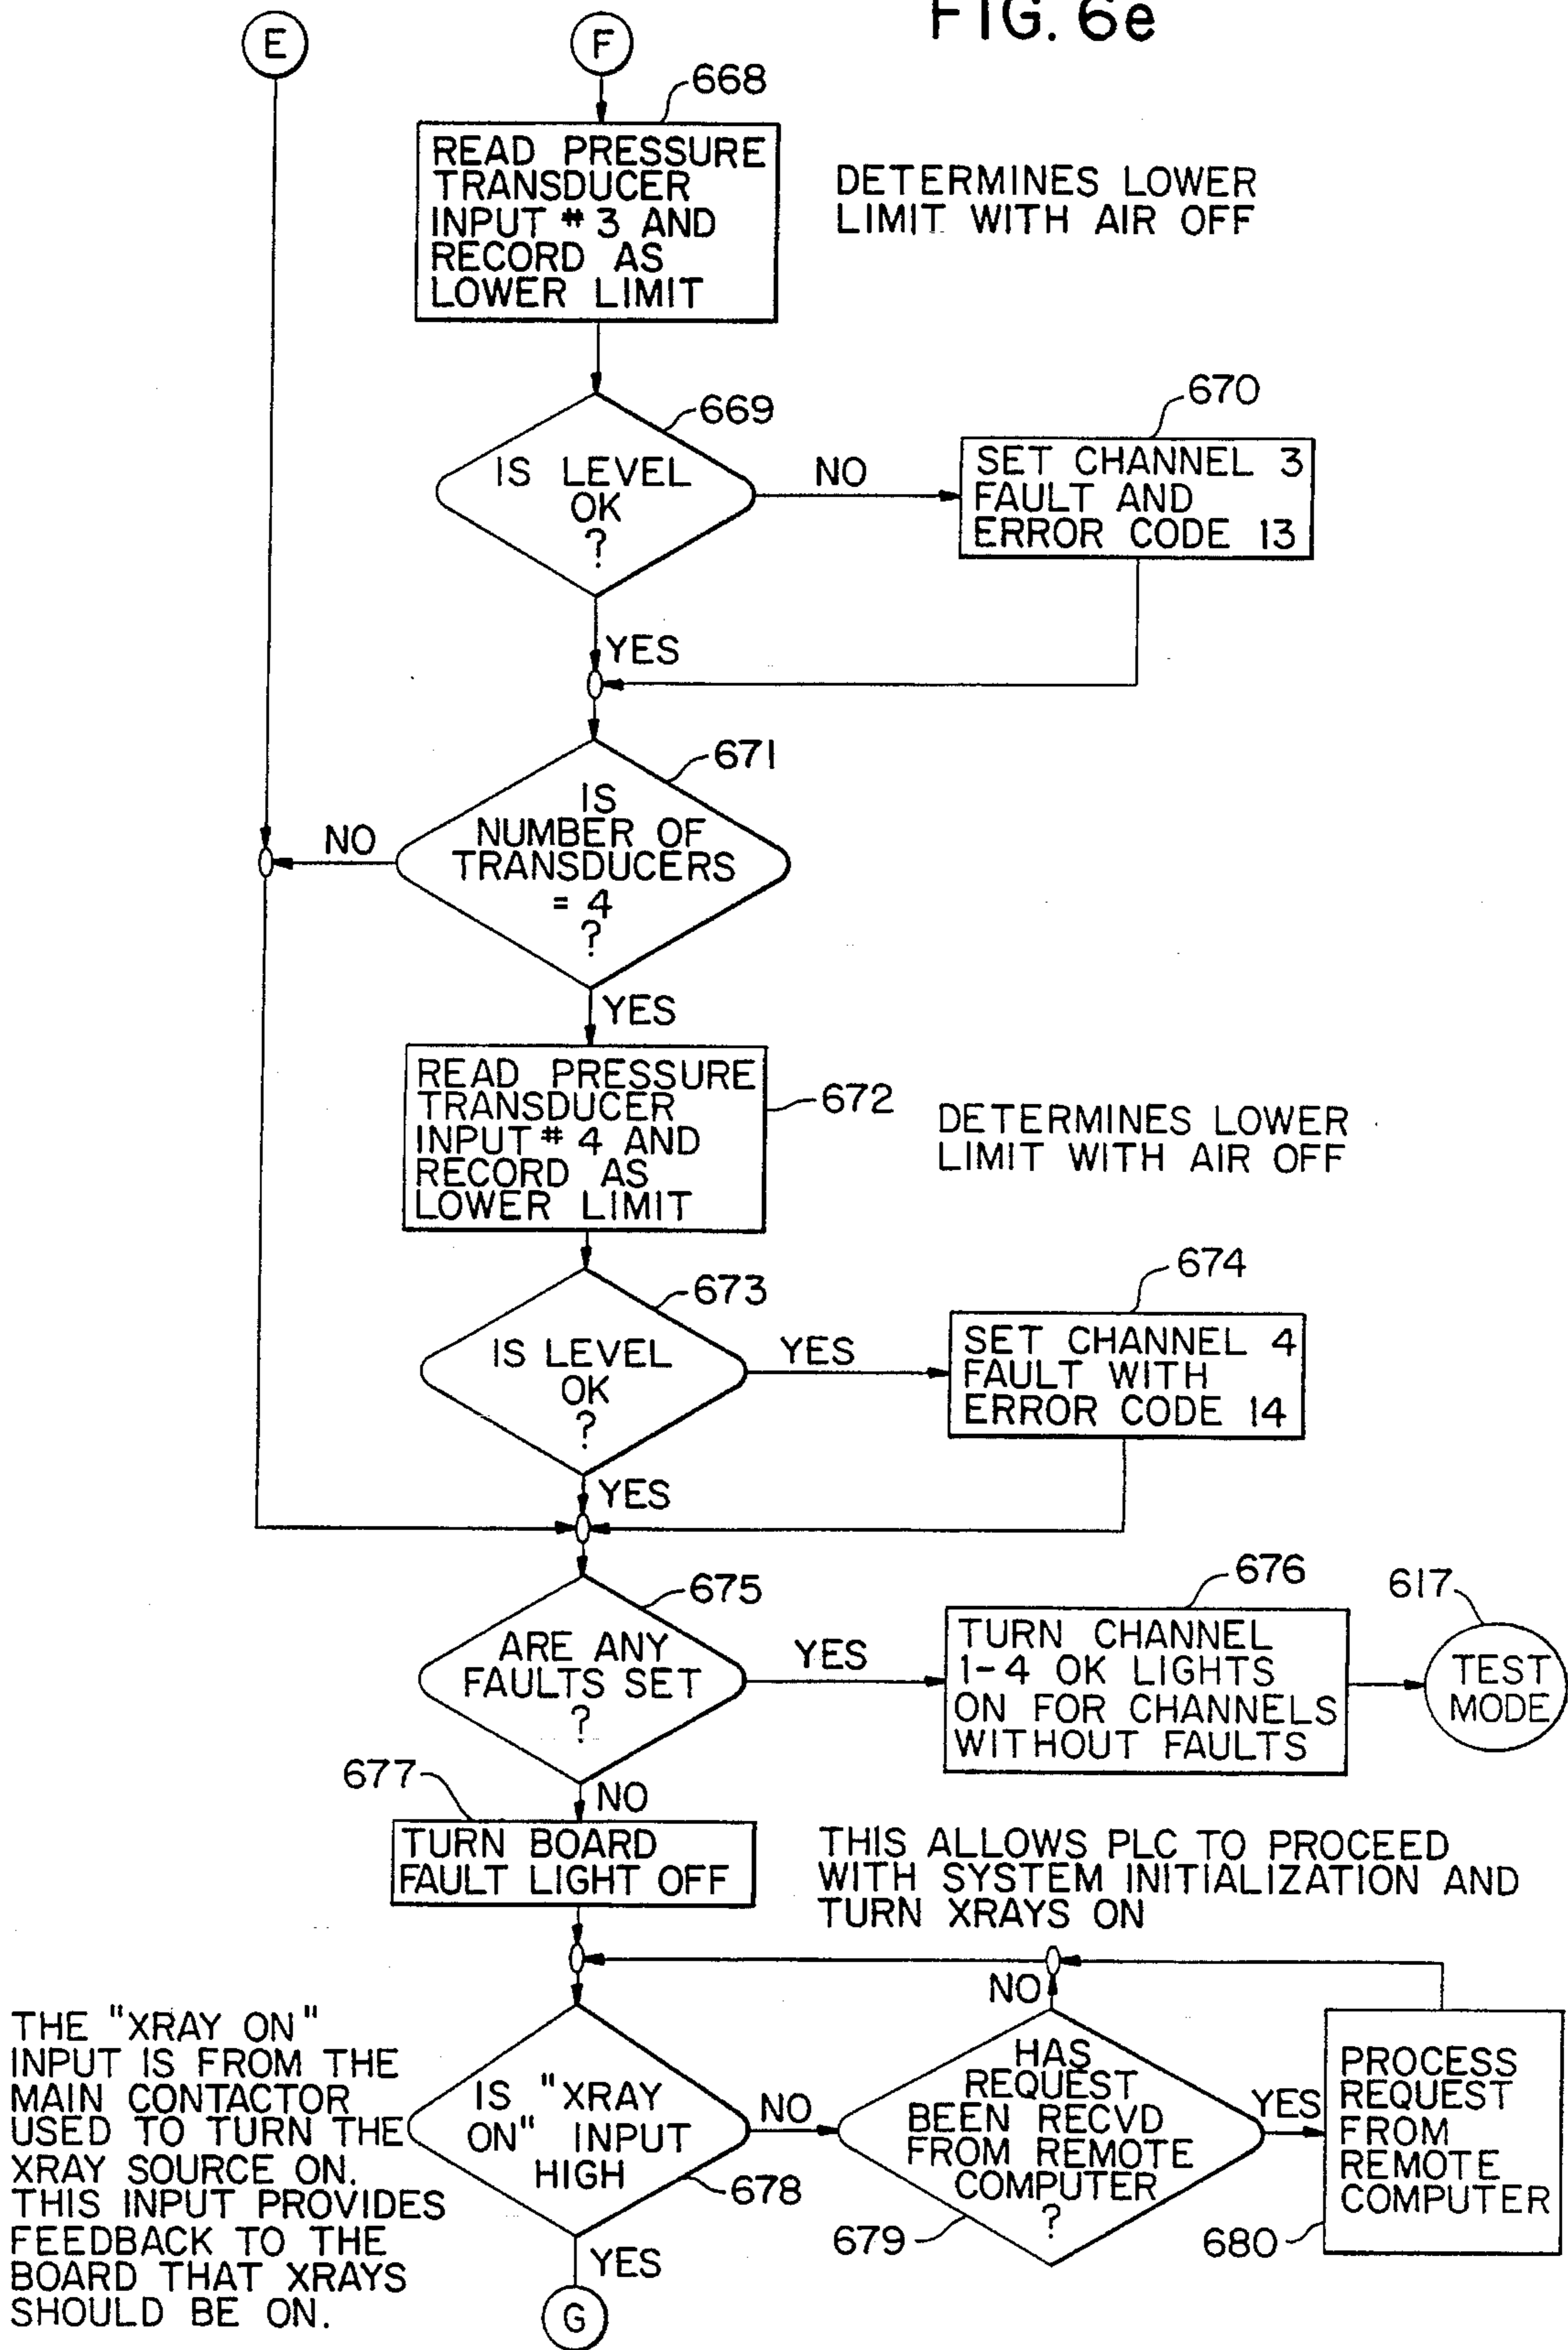 FIG. 6e
E
F
668
READ PRESSURE
TRANSDUCER
INPUT # 3 AND
RECORD AS
LOWER LIMIT
DETERMINES LOWER
LIMIT WITH AIR OFF
669
IS LEVEL
OK
?
NO
670
SET CHANNEL 3
FAULT AND
ERROR CODE 13
YES
671
IS
NUMBER OF
TRANSDUCERS
= 4
?
NO
YES
READ PRESSURE
TRANSDUCER
INPUT # 4 AND
RECORD AS
LOWER LIMIT
672
DETERMINES LOWER
LIMIT WITH AIR OFF
673
IS LEVEL
OK
?
YES
674
SET CHANNEL 4
FAULT WITH
ERROR CODE 14
YES
675
ARE ANY
FAULTS SET
?
YES
676
TURN CHANNEL
1-4 OK LIGHTS
ON FOR CHANNELS
WITHOUT FAULTS
617
TEST
MODE
NO
677
TURN BOARD
FAULT LIGHT OFF
THIS ALLOWS PLC TO PROCEED
WITH SYSTEM INITIALIZATION AND
TURN XRAYS ON
THE "XRAY ON"
INPUT IS FROM THE
MAIN CONTACTOR
USED TO TURN THE
XRAY SOURCE ON.
THIS INPUT PROVIDES
FEEDBACK TO THE
BOARD THAT XRAYS
SHOULD BE ON.
IS "XRAY
ON" INPUT
HIGH
678
NO
NO
HAS
REQUEST
BEEN RECVD
FROM REMOTE
COMPUTER
?
679
YES
PROCESS
REQUEST
FROM
REMOTE
COMPUTER
680
YES
G